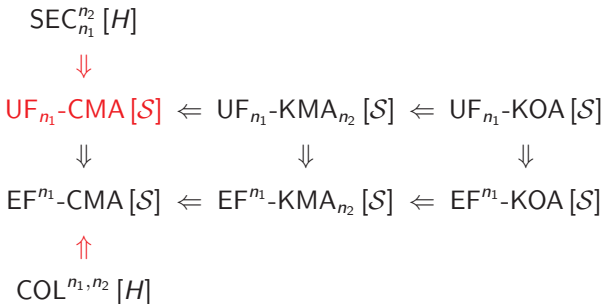 SEC^{n_2}_{n_1} [H]
⇓
UF_{n_1}-CMA [𝒮] ⇐ UF_{n_1}-KMA_{n_2} [𝒮] ⇐ UF_{n_1}-KOA [𝒮]
⇓ ⇓ ⇓
EF^{n_1}-CMA [𝒮] ⇐ EF^{n_1}-KMA_{n_2} [𝒮] ⇐ EF^{n_1}-KOA [𝒮]
⇑
COL^{n_1,n_2} [H]